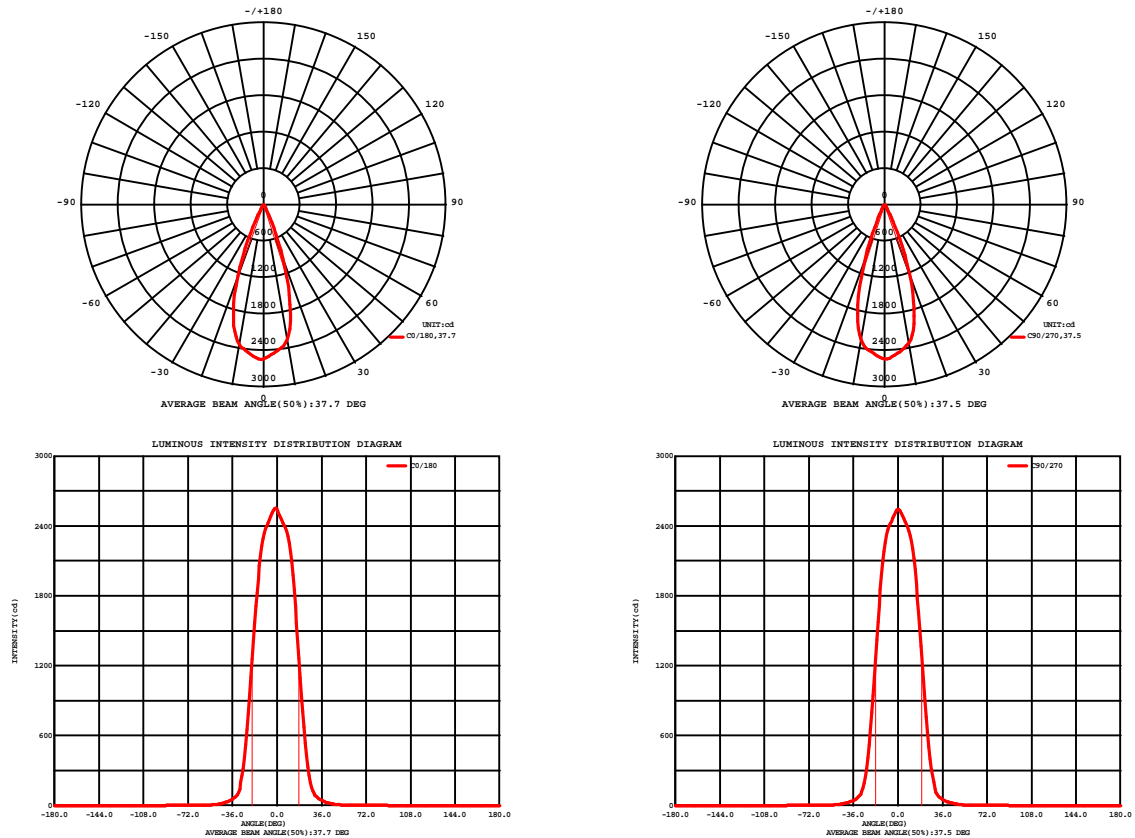 -/+180
-150
150
-120
120
-90
90
-60
60
-30
30
0
0
600
1200
1800
2400
3000
UNIT:cd
C0/180,37.7
AVERAGE BEAM ANGLE(50%):37.7 DEG
-/+180
-150
150
-120
120
-90
90
-60
60
-30
30
0
0
600
1200
1800
2400
3000
UNIT:cd
C90/270,37.5
AVERAGE BEAM ANGLE(50%):37.5 DEG
LUMINOUS INTENSITY DISTRIBUTION DIAGRAM
C0/180
INTENSITY(cd)
3000
2400
1800
1200
600
0
-180.0 -144.0 -108.0 -72.0 -36.0 0.0 36.0 72.0 108.0 144.0 180.0
ANGLE(DEG)
AVERAGE BEAM ANGLE(50%):37.7 DEG
LUMINOUS INTENSITY DISTRIBUTION DIAGRAM
C90/270
INTENSITY(cd)
3000
2400
1800
1200
600
0
-180.0 -144.0 -108.0 -72.0 -36.0 0.0 36.0 72.0 108.0 144.0 180.0
ANGLE(DEG)
AVERAGE BEAM ANGLE(50%):37.5 DEG